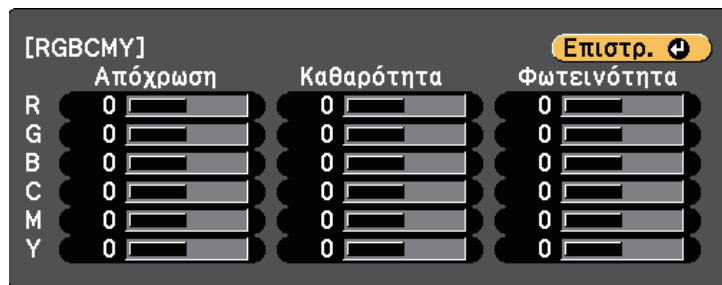 [RGBCMY] Επιστρ.
Απόχρωση Καθαρότητα Φωτεινότητα
R 0 0 0
G 0 0 0
B 0 0 0
C 0 0 0
M 0 0 0
Y 0 0 0